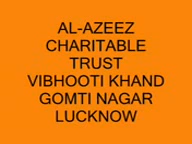 AL-AZEEZ
CHARITABLE
TRUST
VIBHOOTI KHAND
GOMTI NAGAR
LUCKNOW